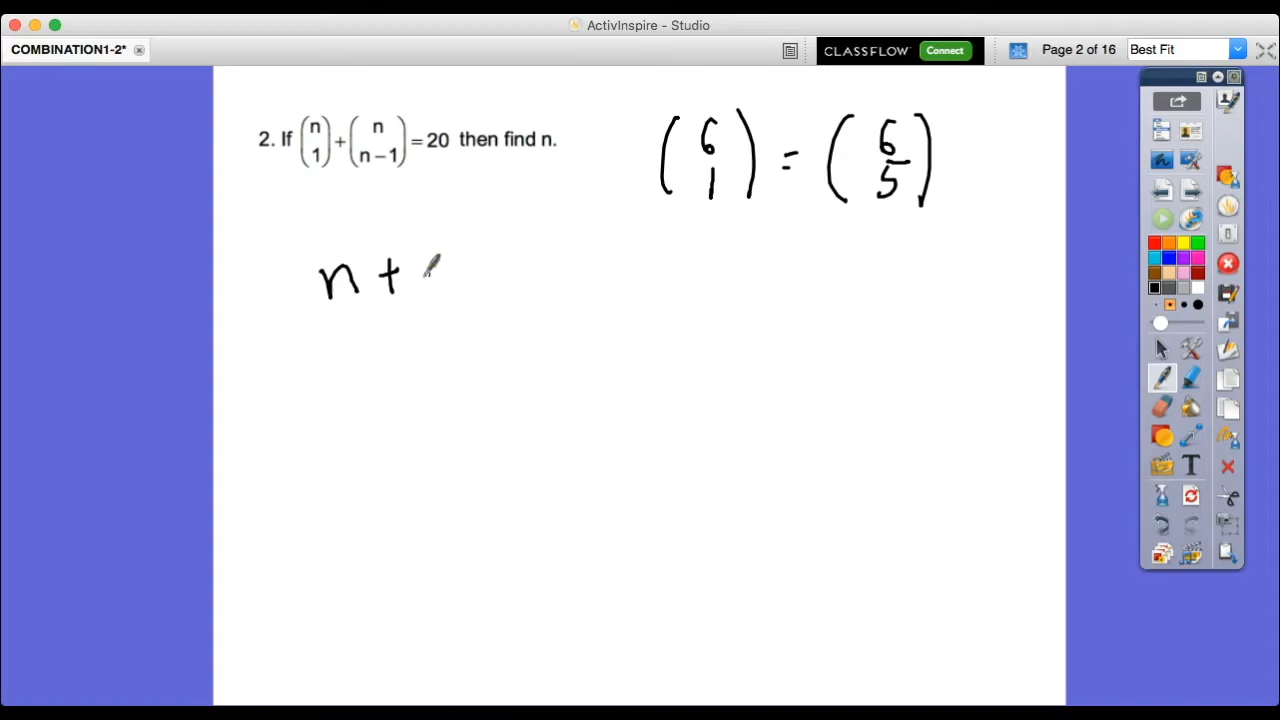 ActivInspire - Studio
COMBINATION1-2*
CLASSFLOW Connect
Page 2 of 16
Best Fit
2. If (n 1) + (n n−1) = 20 then find n.
(6 1) = (6 5)
n +
T